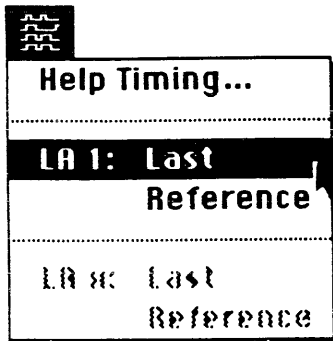 Help Timing...
LA 1: Last
Reference
LA x: Last
Reference